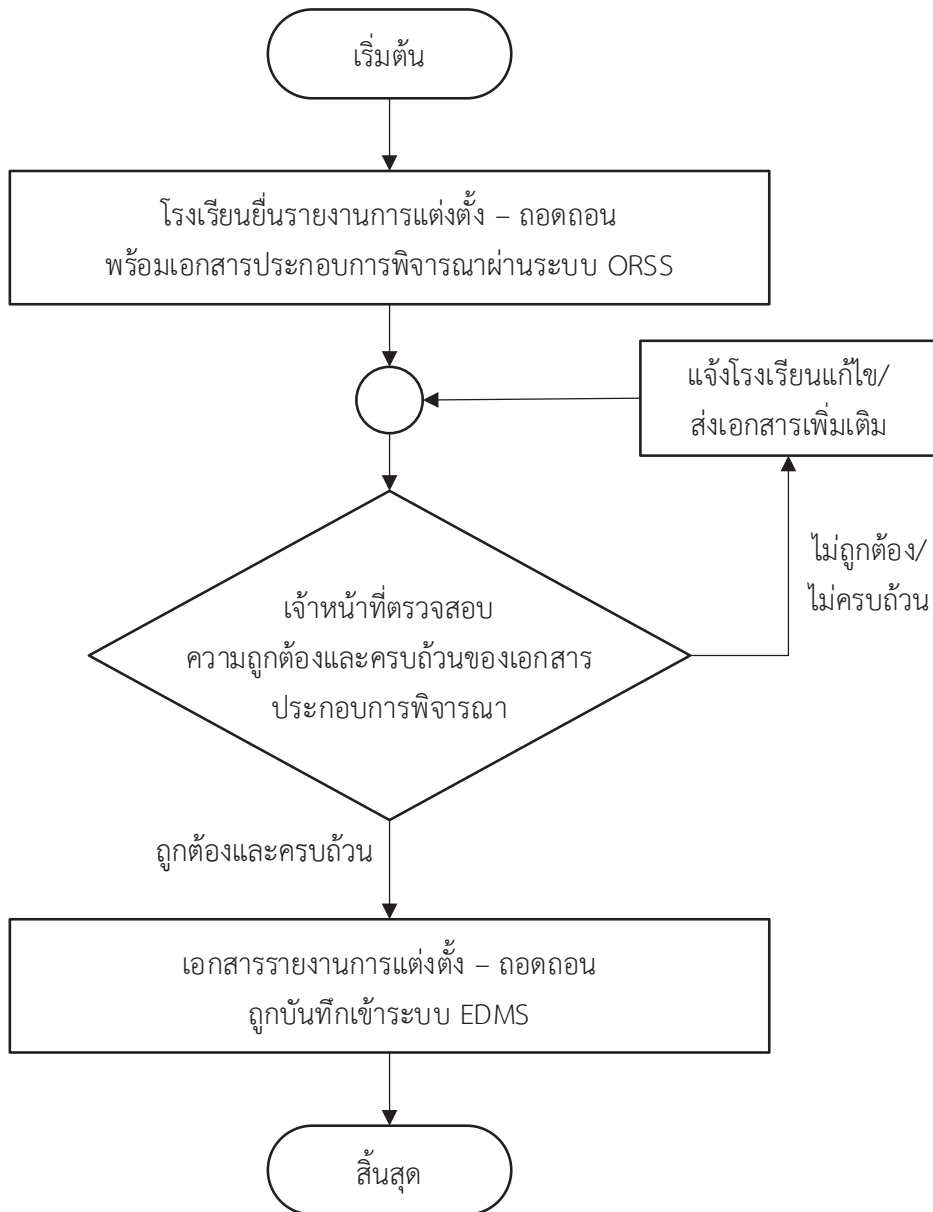 เริ่มต้น
โรงเรียนยื่นรายงานการแต่งตั้ง – ถอดถอน
พร้อมเอกสารประกอบการพิจารณาผ่านระบบ ORSS
แจ้งโรงเรียนแก้ไข/
ส่งเอกสารเพิ่มเติม
ไม่ถูกต้อง/
ไม่ครบถ้วน
เจ้าหน้าที่ตรวจสอบ
ความถูกต้องและครบถ้วนของเอกสาร
ประกอบการพิจารณา
ถูกต้องและครบถ้วน
เอกสารรายงานการแต่งตั้ง – ถอดถอน
ถูกบันทึกเข้าระบบ EDMS
สิ้นสุด